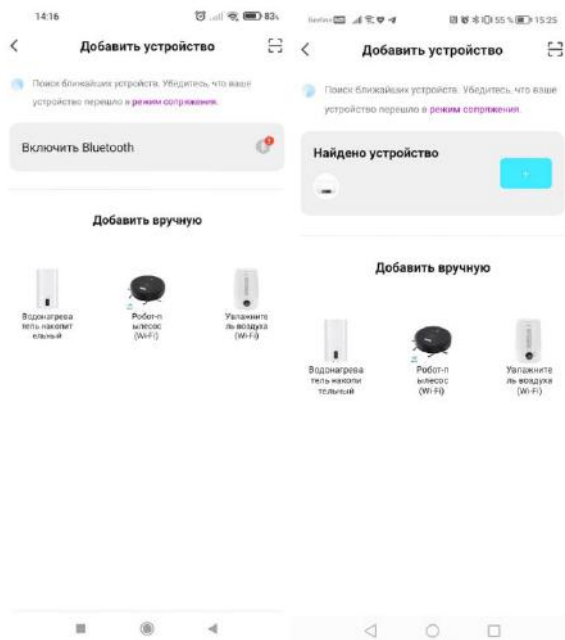 14:16
83%
Добавить устройство
Поиск ближайших устройств. Убедитесь, что ваше
устройство перешло в режим сопряжения.
Включить Bluetooth
Добавить вручную
Водонагрева
тель накопит
ельный
Робот-п
ылесос
(Wi-Fi)
Увлажните
ль воздуха
(Wi-Fi)
55 %
15:25
Добавить устройство
Поиск ближайших устройств. Убедитесь, что ваше
устройство перешло в режим сопряжения.
Найдено устройство
Добавить вручную
Водонагрева
тель накопи
тельный
Робот-п
ылесос
(Wi-Fi)
Увлажните
ль воздуха
(Wi-Fi)